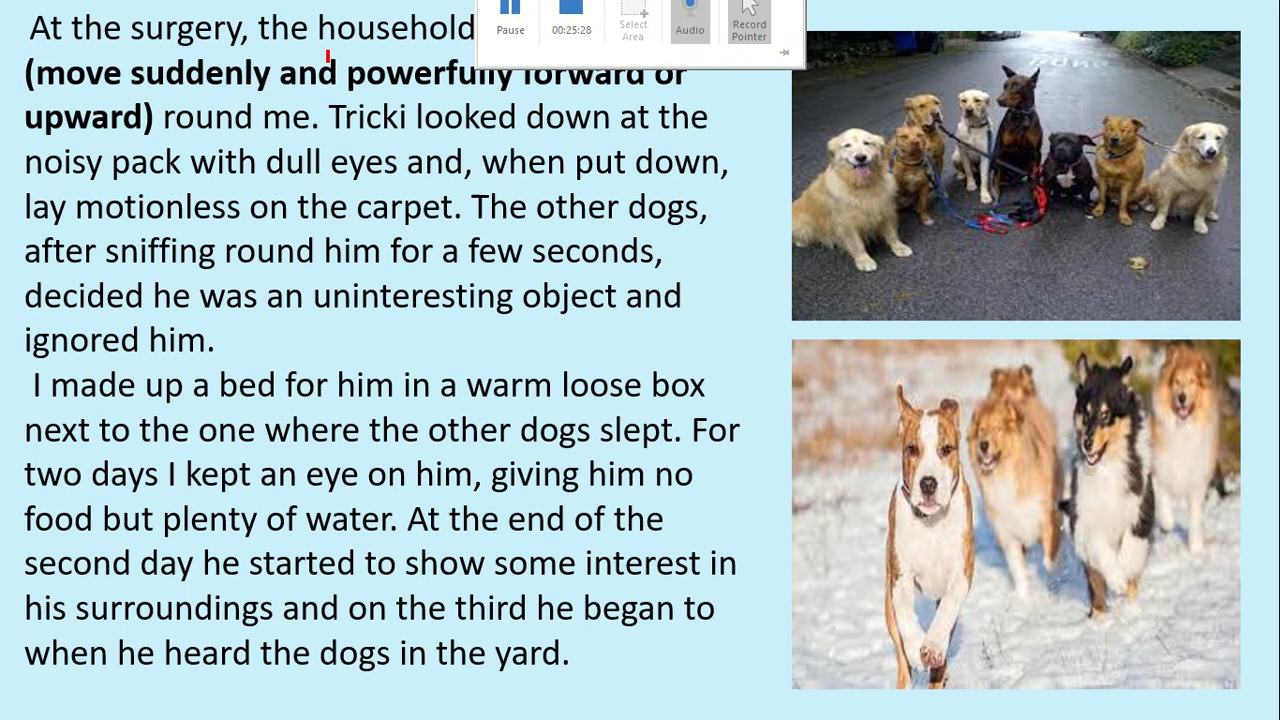 At the surgery, the household
(move suddenly and powerfully forward or
upward) round me. Tricki looked down at the
noisy pack with dull eyes and, when put down,
lay motionless on the carpet. The other dogs,
after sniffing round him for a few seconds,
decided he was an uninteresting object and
ignored him.
I made up a bed for him in a warm loose box
next to the one where the other dogs slept. For
two days I kept an eye on him, giving him no
food but plenty of water. At the end of the
second day he started to show some interest in
his surroundings and on the third he began to
when he heard the dogs in the yard.
Pause
00:25:28
Select
Area
Audio
Record
Pointer